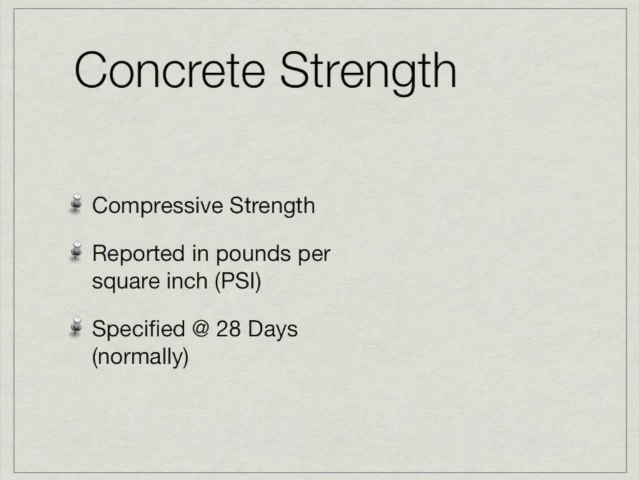 Concrete Strength
Compressive Strength
Reported in pounds per
square inch (PSI)
Specified @ 28 Days
(normally)